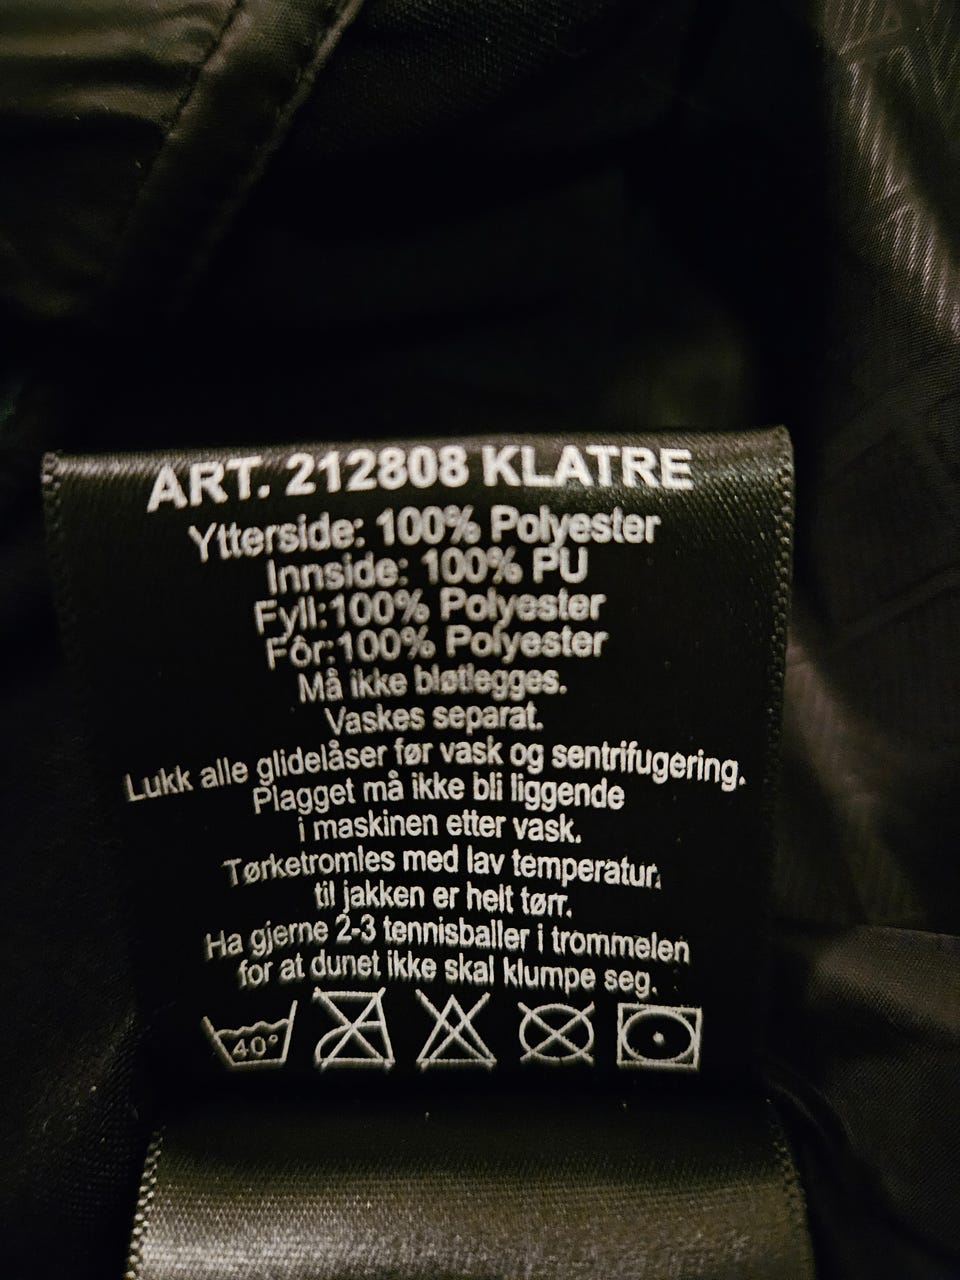 ART. 212808 KLATRE
Ytterside: 100% Polyester
Innside: 100% PU
Fyll:100% Polyester
Fôr:100% Polyester
Må ikke bløtlegges.
Vaskes separat.
Lukk alle glidelåser før vask og sentrifugering.
Plagget må ikke bli liggende
i maskinen etter vask.
Tørketromles med lav temperatur,
til jakken er helt tørr.
Ha gjerne 2-3 tennisballer i trommelen
for at dunet ikke skal klumpe seg.
40°